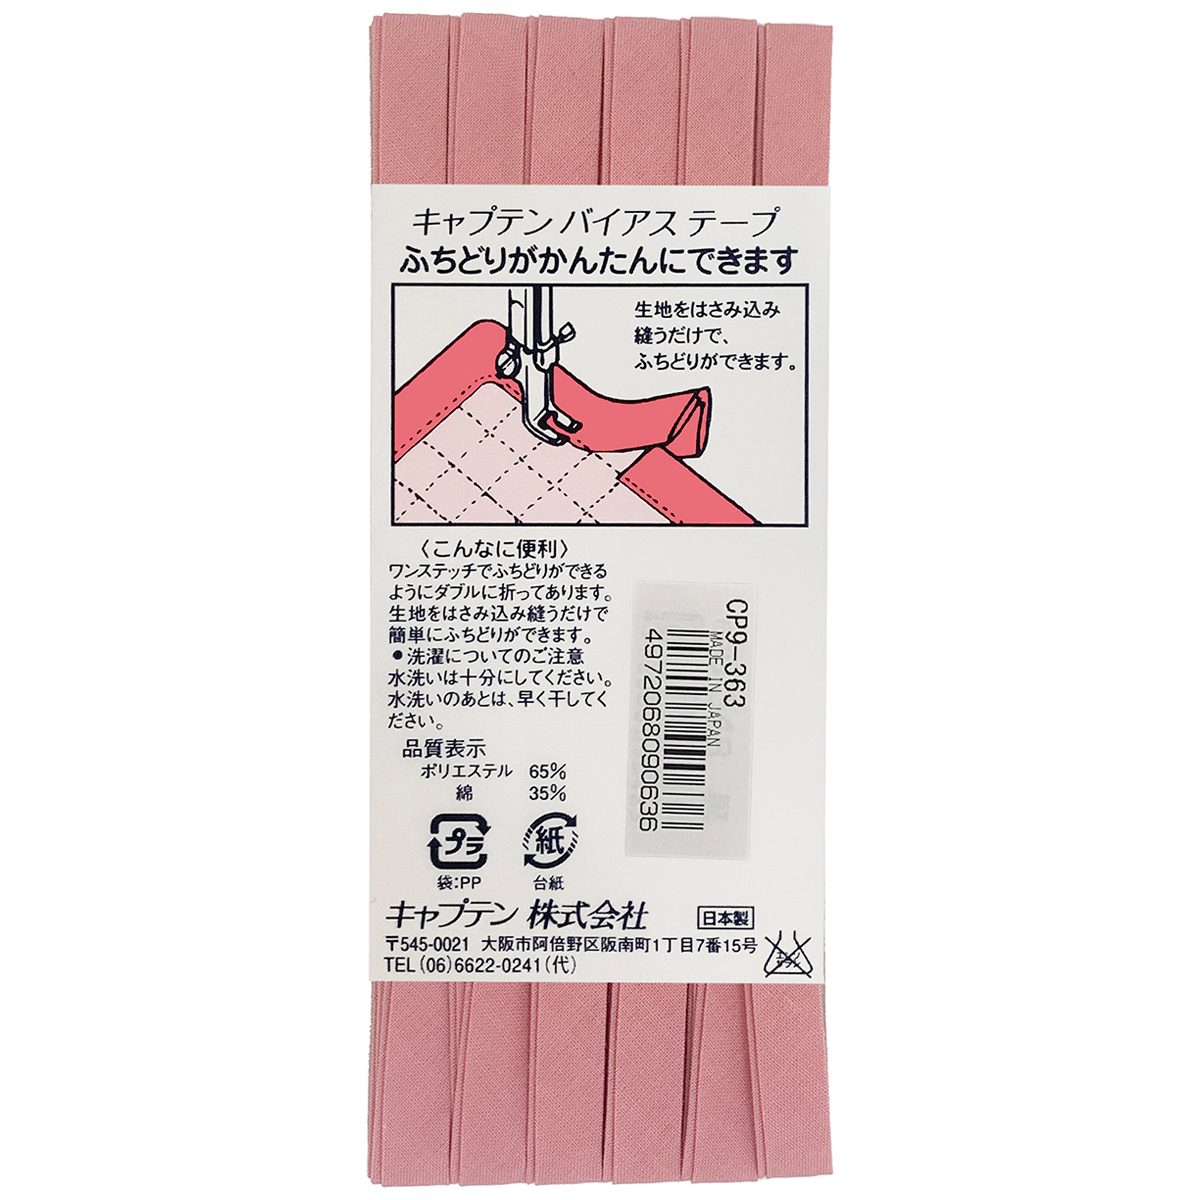 キャプテン バイアス テープ
ふちどりがかんたんにできます
生地をはさみ込み
縫うだけで、
ふちどりができます。
〈こんなに便利〉
ワンステッチでふちどりができる
ようにダブルに折ってあります。
生地をはさみ込み縫うだけで
簡単にふちどりができます。
●洗濯についてのご注意
水洗いは十分にしてください。
水洗いのあとは、早く干してく
ださい。
品質表示
ポリエステル 65%
綿 35%
プラ
紙
袋:PP
台紙
CP9-363
MADE IN JAPAN
4972068090636
キャプテン 株式会社
日本製
〒545-0021 大阪市阿倍野区阪南町1丁目7番15号
TEL (06) 6622-0241 (代)